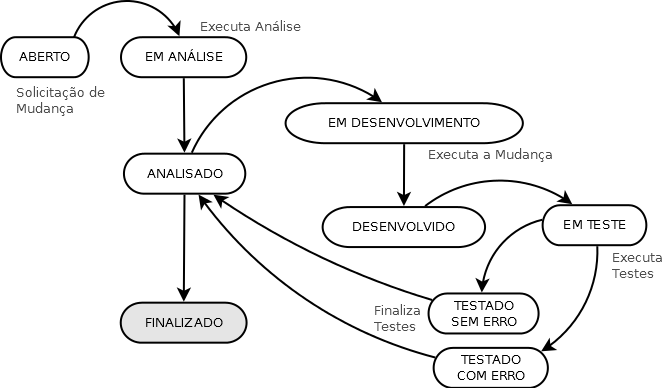 Executa Análise
ABERTO
EM ANÁLISE
Solicitação de
Mudança
EM DESENVOLVIMENTO
Executa a Mudança
ANALISADO
DESENVOLVIDO
EM TESTE
Executa
Testes
FINALIZADO
Finaliza
Testes
TESTADO
SEM ERRO
TESTADO
COM ERRO